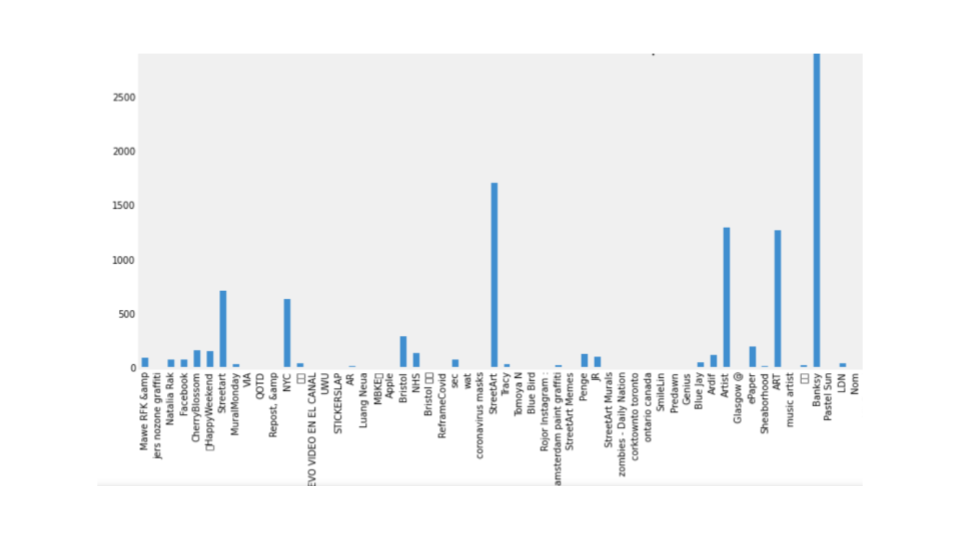 2500
2000
1500
1000
500
0
Mawe RFK &amp
jers nozone graffiti
Natalia Rak
Facebook
CherryBlossom
▯HappyWeekend
Streetart
MuralMonday
VIA
QOTD
Repost, &amp
NYC
▯▯
EVO VIDEO EN EL CANAL
UWU
STICKERSLAP
AR
Luang Neua
MBKE▯
Apple
Bristol
NHS
Bristol ▯▯
ReframeCovid
sec
wat
coronavirus masks
StreetArt
Tracy
Tomoya N
Blue Bird
Rojor Instagram :
amsterdam paint graffiti
StreetArt Memes
Penge
JR
StreetArt Murals
zombies - Daily Nation
corktownto toronto
ontario canada
SmileLin
Predawn
Genius
Blue Jay
Ardif
Artist
Glasgow @
ePaper
Sheaborhood
ART
music artist
▯▯
Banksy
Pastel Sun
LDN
Nom